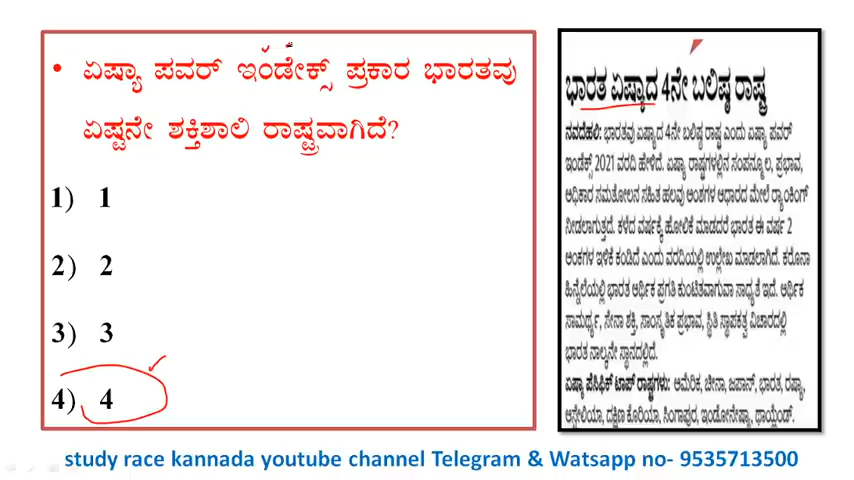 • ಏಷ್ಯಾ ಪವರ್ ಇಂಡೇಕ್ಸ್ ಪ್ರಕಾರ ಭಾರತವು
ಏಷ್ಟನೇ ಶಕ್ತಿಶಾಲಿ ರಾಷ್ಟ್ರವಾಗಿದೆ?
1) 1
2) 2
3) 3
4) 4
ಭಾರತ ಏಷ್ಯಾದ 4ನೇ ಬಲಿಷ್ಠ ರಾಷ್ಟ್ರ
ನವದೆಹಲಿ: ಭಾರತವು ಏಷ್ಯಾದ 4ನೇ ಬಲಿಷ್ಠ ರಾಷ್ಟ್ರ ಎಂದು ಏಷ್ಯಾ ಪವರ್
ಇಂಡೆಕ್ಸ್ 2021 ವರದಿ ಹೇಳಿದೆ. ಏಷ್ಯಾ ರಾಷ್ಟ್ರಗಳಲ್ಲಿನ ಸಂಪನ್ಮೂಲ, ಪ್ರಭಾವ,
ಅಧಿಕಾರ ಸಮತೋಲನ ಸಹಿತ ಹಲವು ಅಂಶಗಳ ಆಧಾರದ ಮೇಲೆ ರ‍್ಯಾಂಕಿಂಗ್
ನೀಡಲಾಗುತ್ತದೆ. ಕಳೆದ ವರ್ಷಕ್ಕೆ ಹೋಲಿಕೆ ಮಾಡಿದರೆ ಭಾರತ ಈ ವರ್ಷ 2
ಅಂಕಗಳ ಇಳಿಕೆ ಕಂಡಿದೆ ಎಂದು ವರದಿಯಲ್ಲಿ ಉಲ್ಲೇಖ ಮಾಡಲಾಗಿದೆ. ಕರೊನಾ
ಹಿನ್ನೆಲೆಯಲ್ಲಿ ಭಾರತ ಆರ್ಥಿಕ ಪ್ರಗತಿ ಕುಂಟಿತವಾಗುವಾ ಸಾಧ್ಯತೆ ಇದೆ. ಆರ್ಥಿಕ
ಸಾಮರ್ಥ್ಯ, ಸೇನಾ ಶಕ್ತಿ, ಸಾಂಸ್ಕೃತಿಕ ಪ್ರಭಾವ, ಸ್ಥಿತಿ ಸ್ಥಾಪಕತ್ವ ವಿಚಾರದಲ್ಲಿ
ಭಾರತ ನಾಲ್ಕನೇ ಸ್ಥಾನದಲ್ಲಿದೆ.
ಏಷ್ಯಾ ಪೆಸಿಫಿಕ್ ಟಾಪ್ ರಾಷ್ಟ್ರಗಳು: ಅಮೆರಿಕ, ಚೀನಾ, ಜಪಾನ್, ಭಾರತ, ರಷ್ಯಾ,
ಆಸ್ಟ್ರೇಲಿಯಾ, ದಕ್ಷಿಣ ಕೊರಿಯಾ, ಸಿಂಗಾಪುರ, ಇಂಡೋನೇಷ್ಯಾ, ಥಾಯ್ಲೆಂಡ್.
study race kannada youtube channel Telegram & Watsapp no- 9535713500